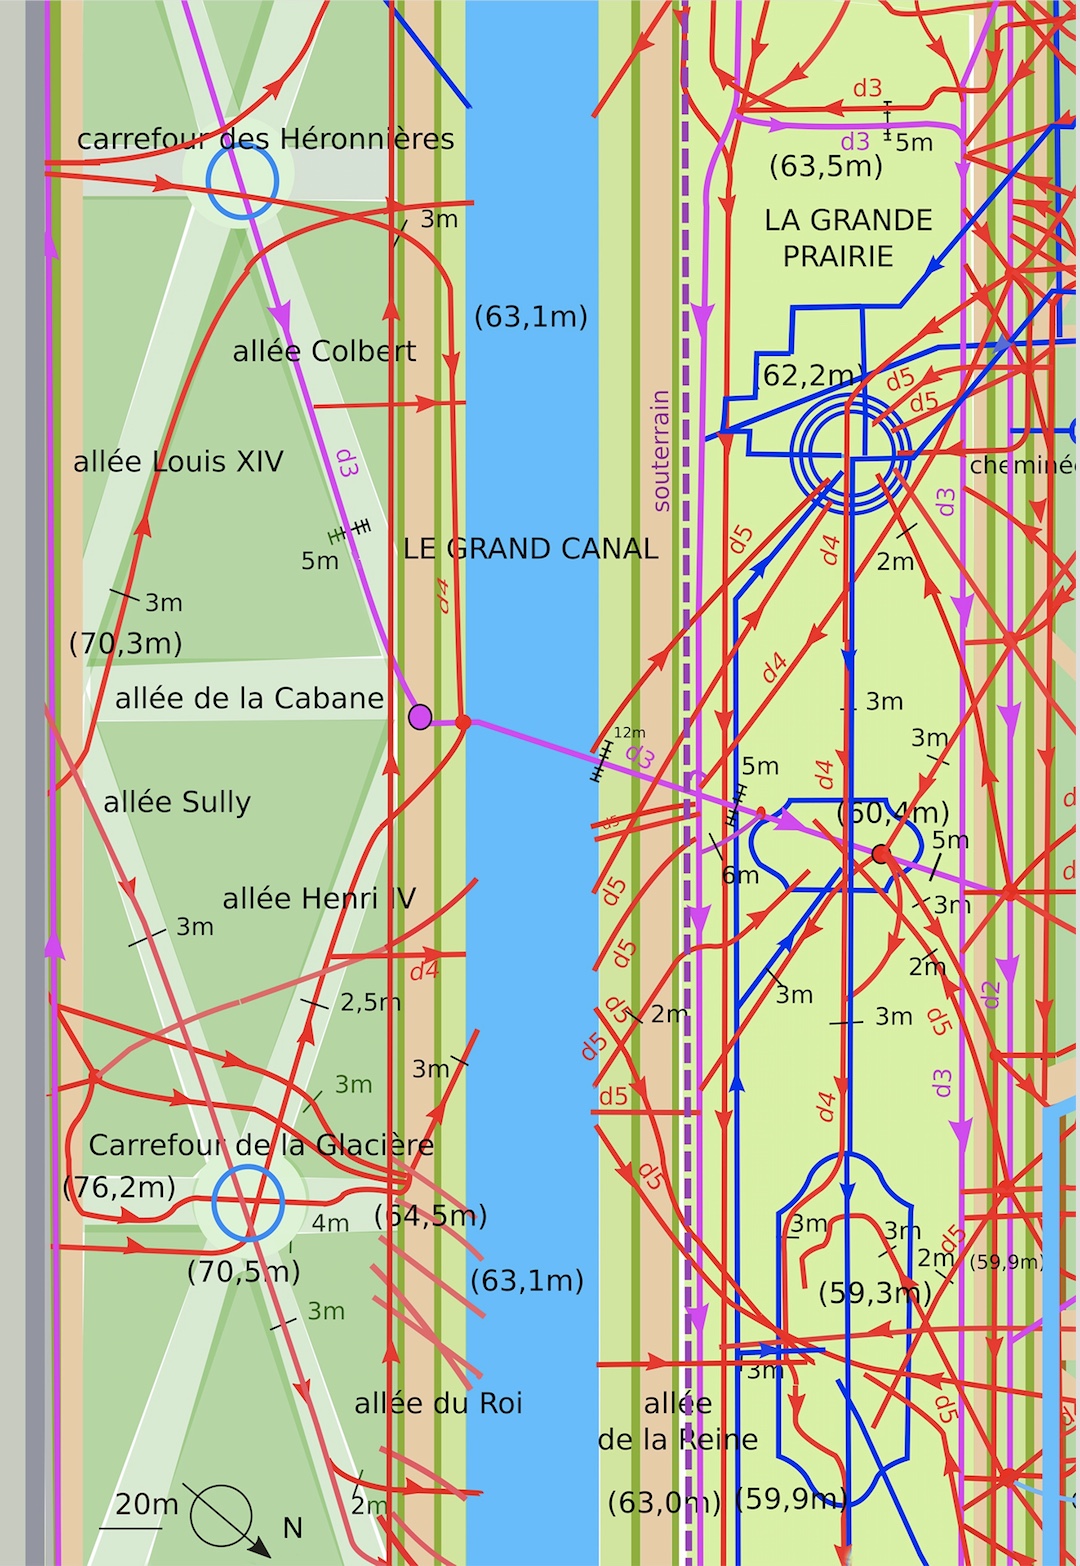 d3
carrefour des Héronnières
d3
5m
(63,5m)
3m
LA GRANDE
PRAIRIE
(63,1m)
allée Colbert
(62,2m)
d5
d5
souterrain
allée Louis XIV
d3
cheminé
d3
5m
LE GRAND CANAL
d5
d4
2m
d4
3m
(70,3m)
d4
allée de la Cabane
3m
12m
3m
d3
5m
d4
allée Sully
d
(60,4m)
d5
5m
d
6m
allée Henri IV
d5
3m
3m
d5
2m
d4
3m
d2
2,5m
d5
2m
3m
d5
d5
3m
3m
d3
d5
d4
Carrefour de la Glacière
(76,2m)
d5
4m
(64,5m)
3m
3m
d5
2m
(59,9m)
(70,5m)
(63,1m)
(59,3m)
3m
3m
allée du Roi
allée
d5
de la Reine
20m
2m
(63,0m)
(59,9m)
N